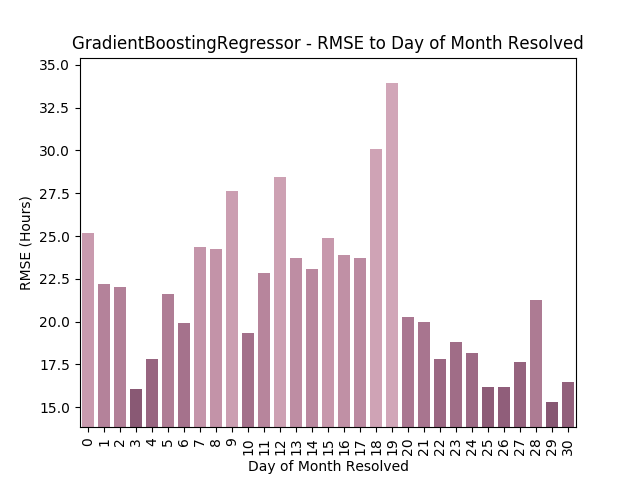 GradientBoostingRegressor - RMSE to Day of Month Resolved
35.0
32.5
30.0
27.5
25.0
22.5
20.0
17.5
15.0
RMSE (Hours)
0 1 2 3 4 5 6 7 8 9 10 11 12 13 14 15 16 17 18 19 20 21 22 23 24 25 26 27 28 29 30
Day of Month Resolved